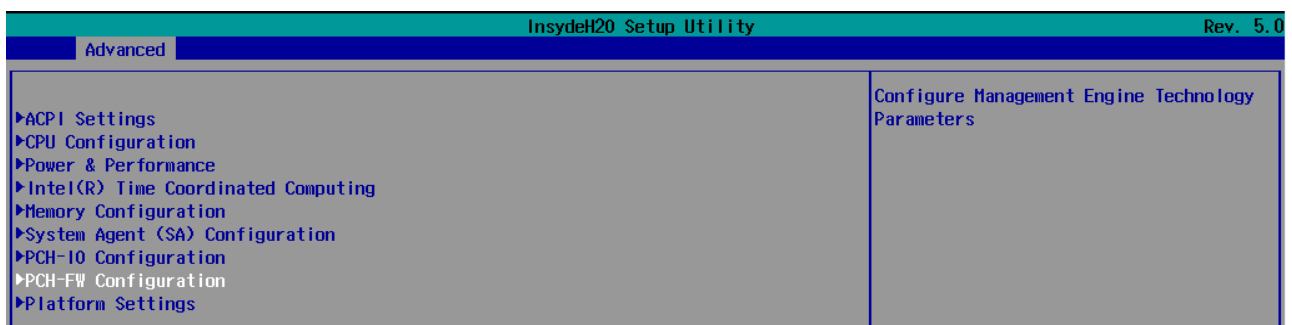 InsydeH20 Setup Utility Rev. 5.0
Advanced
▶ACPI Settings
▶CPU Configuration
▶Power & Performance
▶Intel(R) Time Coordinated Computing
▶Memory Configuration
▶System Agent (SA) Configuration
▶PCH-IO Configuration
▶PCH-FW Configuration
▶Platform Settings
Configure Management Engine Technology
Parameters